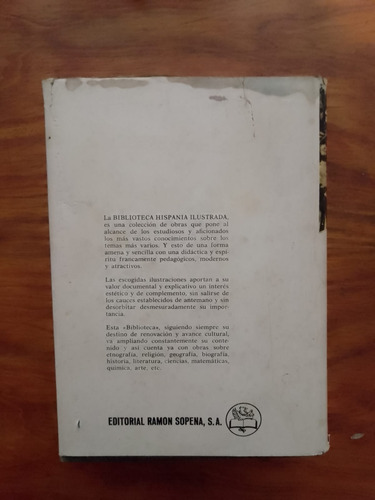 La BIBLIOTECA HISPANIA ILUSTRADA,
es una colección de obras que pone al
alcance de los estudiosos y aficionados
los más vastos conocimientos sobre los
temas más varios. Y esto de una forma
amena y sencilla con una didáctica y espí-
ritu francamente pedagógicos, modernos
y atractivos.
Las escogidas ilustraciones aportan a su
valor documental y explicativo un interés
estético y de complemento, sin salirse de
los cauces establecidos de antemano y sin
desorbitar desmesuradamente su impor-
tancia.
Esta «Biblioteca», siguiendo siempre su
destino de renovación y avance cultural,
va ampliando constantemente su conte-
nido y así cuenta ya con obras sobre
etnografía, religión, geografía, biografía,
historia, literatura, ciencias, matemáticas,
química, arte, etc.
EDITORIAL RAMON SOPENA, S. A.